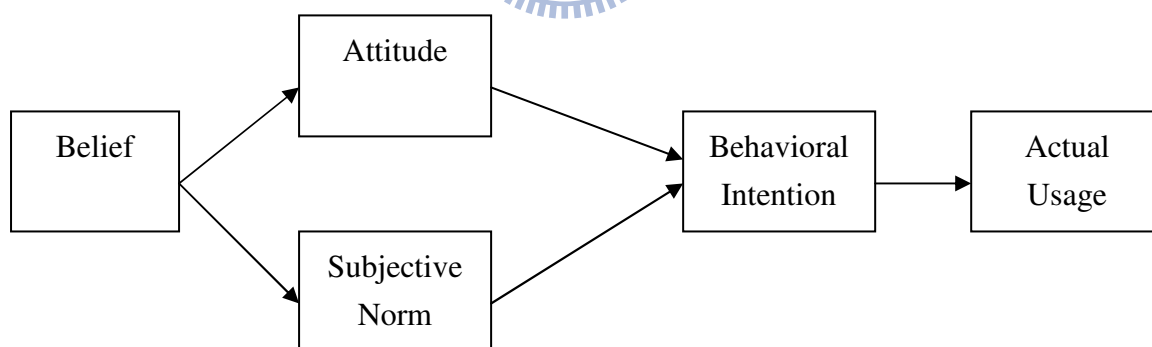 Attitude
Belief
Behavioral
Intention
Actual
Usage
Subjective
Norm